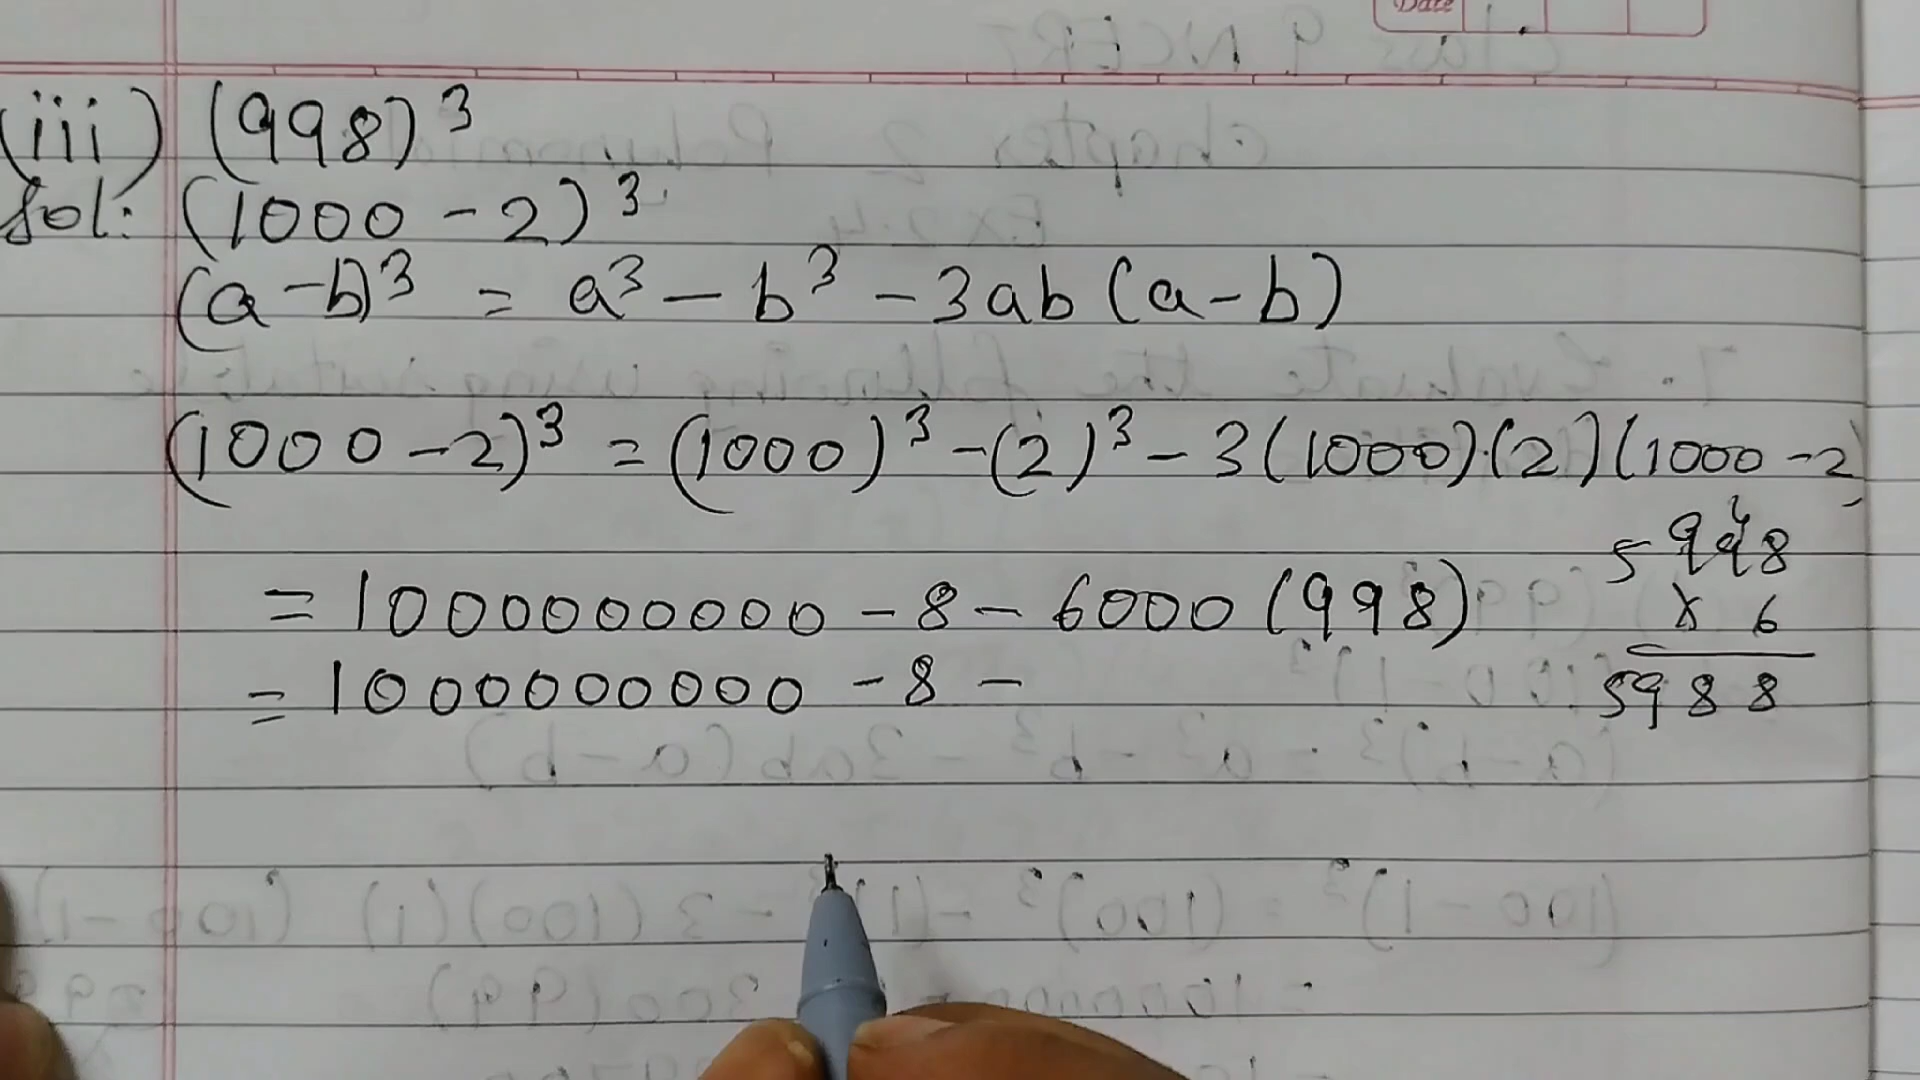 Date
(iii) (998)³
Sol: (1000 - 2)³
(a - b)³ = a³ - b³ - 3ab (a - b)
(1000 - 2)³ = (1000)³ - (2)³ - 3 (1000) (2) (1000 - 2)
= 1000000000 - 8 - 6000 (998)
= 1000000000 - 8 -
5 4
998
x 6
5988